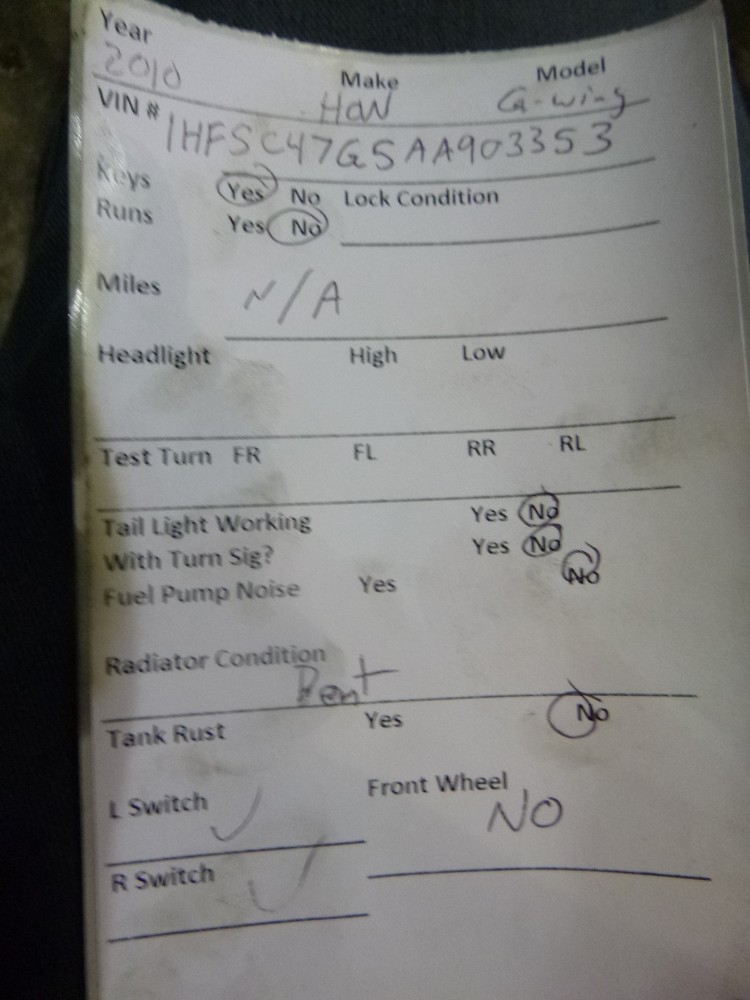 Year Make Model
2010 HON G-wing
VIN # 1HFSC47G5AA903353
Keys Yes No Lock Condition
Runs Yes No
Miles N/A
Headlight High Low
Test Turn FR FL RR RL
Tail Light Working Yes No
With Turn Sig? Yes No
Fuel Pump Noise Yes No
Radiator Condition
Bent
Tank Rust Yes No
L Switch ✓ Front Wheel
NO
R Switch ✓